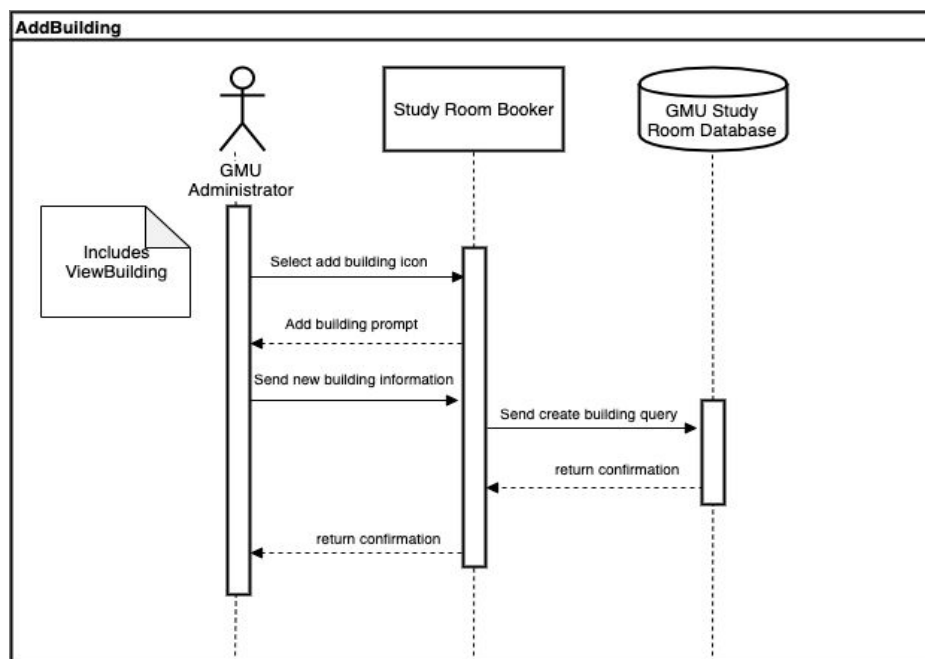 AddBuilding
Study Room Booker
GMU Study
Room Database
GMU
Administrator
Includes
ViewBuilding
Select add building icon
Add building prompt
Send new building information
Send create building query
return confirmation
return confirmation